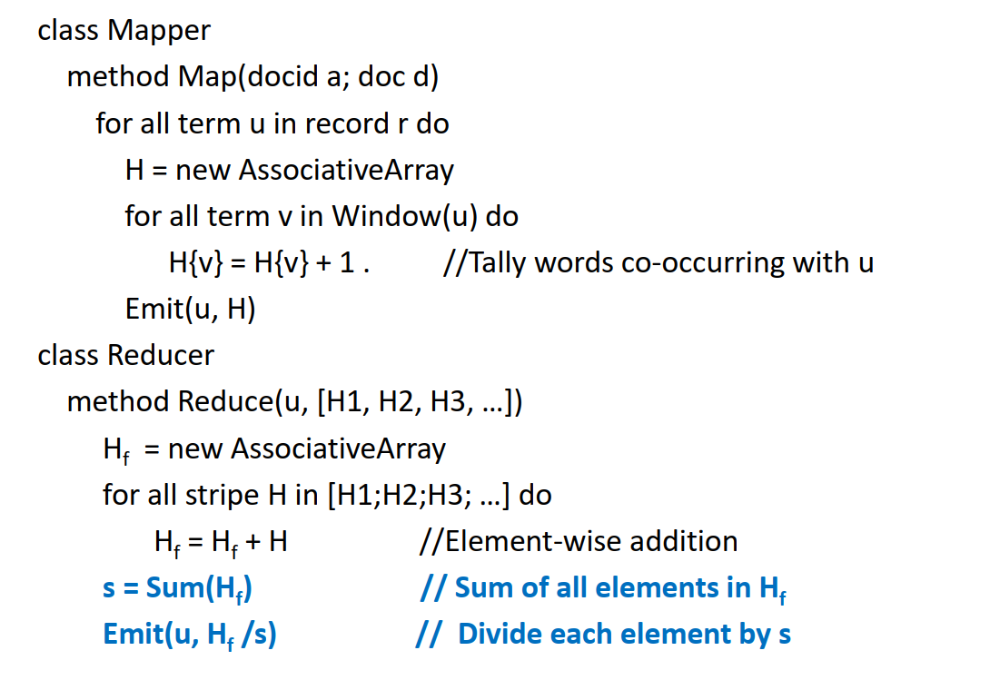 class Mapper
method Map(docid a; doc d)
for all term u in record r do
H = new AssociativeArray
for all term v in Window(u) do
H{v} = H{v} + 1 . //Tally words co-occurring with u
Emit(u, H)
class Reducer
method Reduce(u, [H1, H2, H3, …])
Hf = new AssociativeArray
for all stripe H in [H1;H2;H3; …] do
Hf = Hf + H //Element-wise addition
s = Sum(Hf) // Sum of all elements in Hf
Emit(u, Hf /s) // Divide each element by s